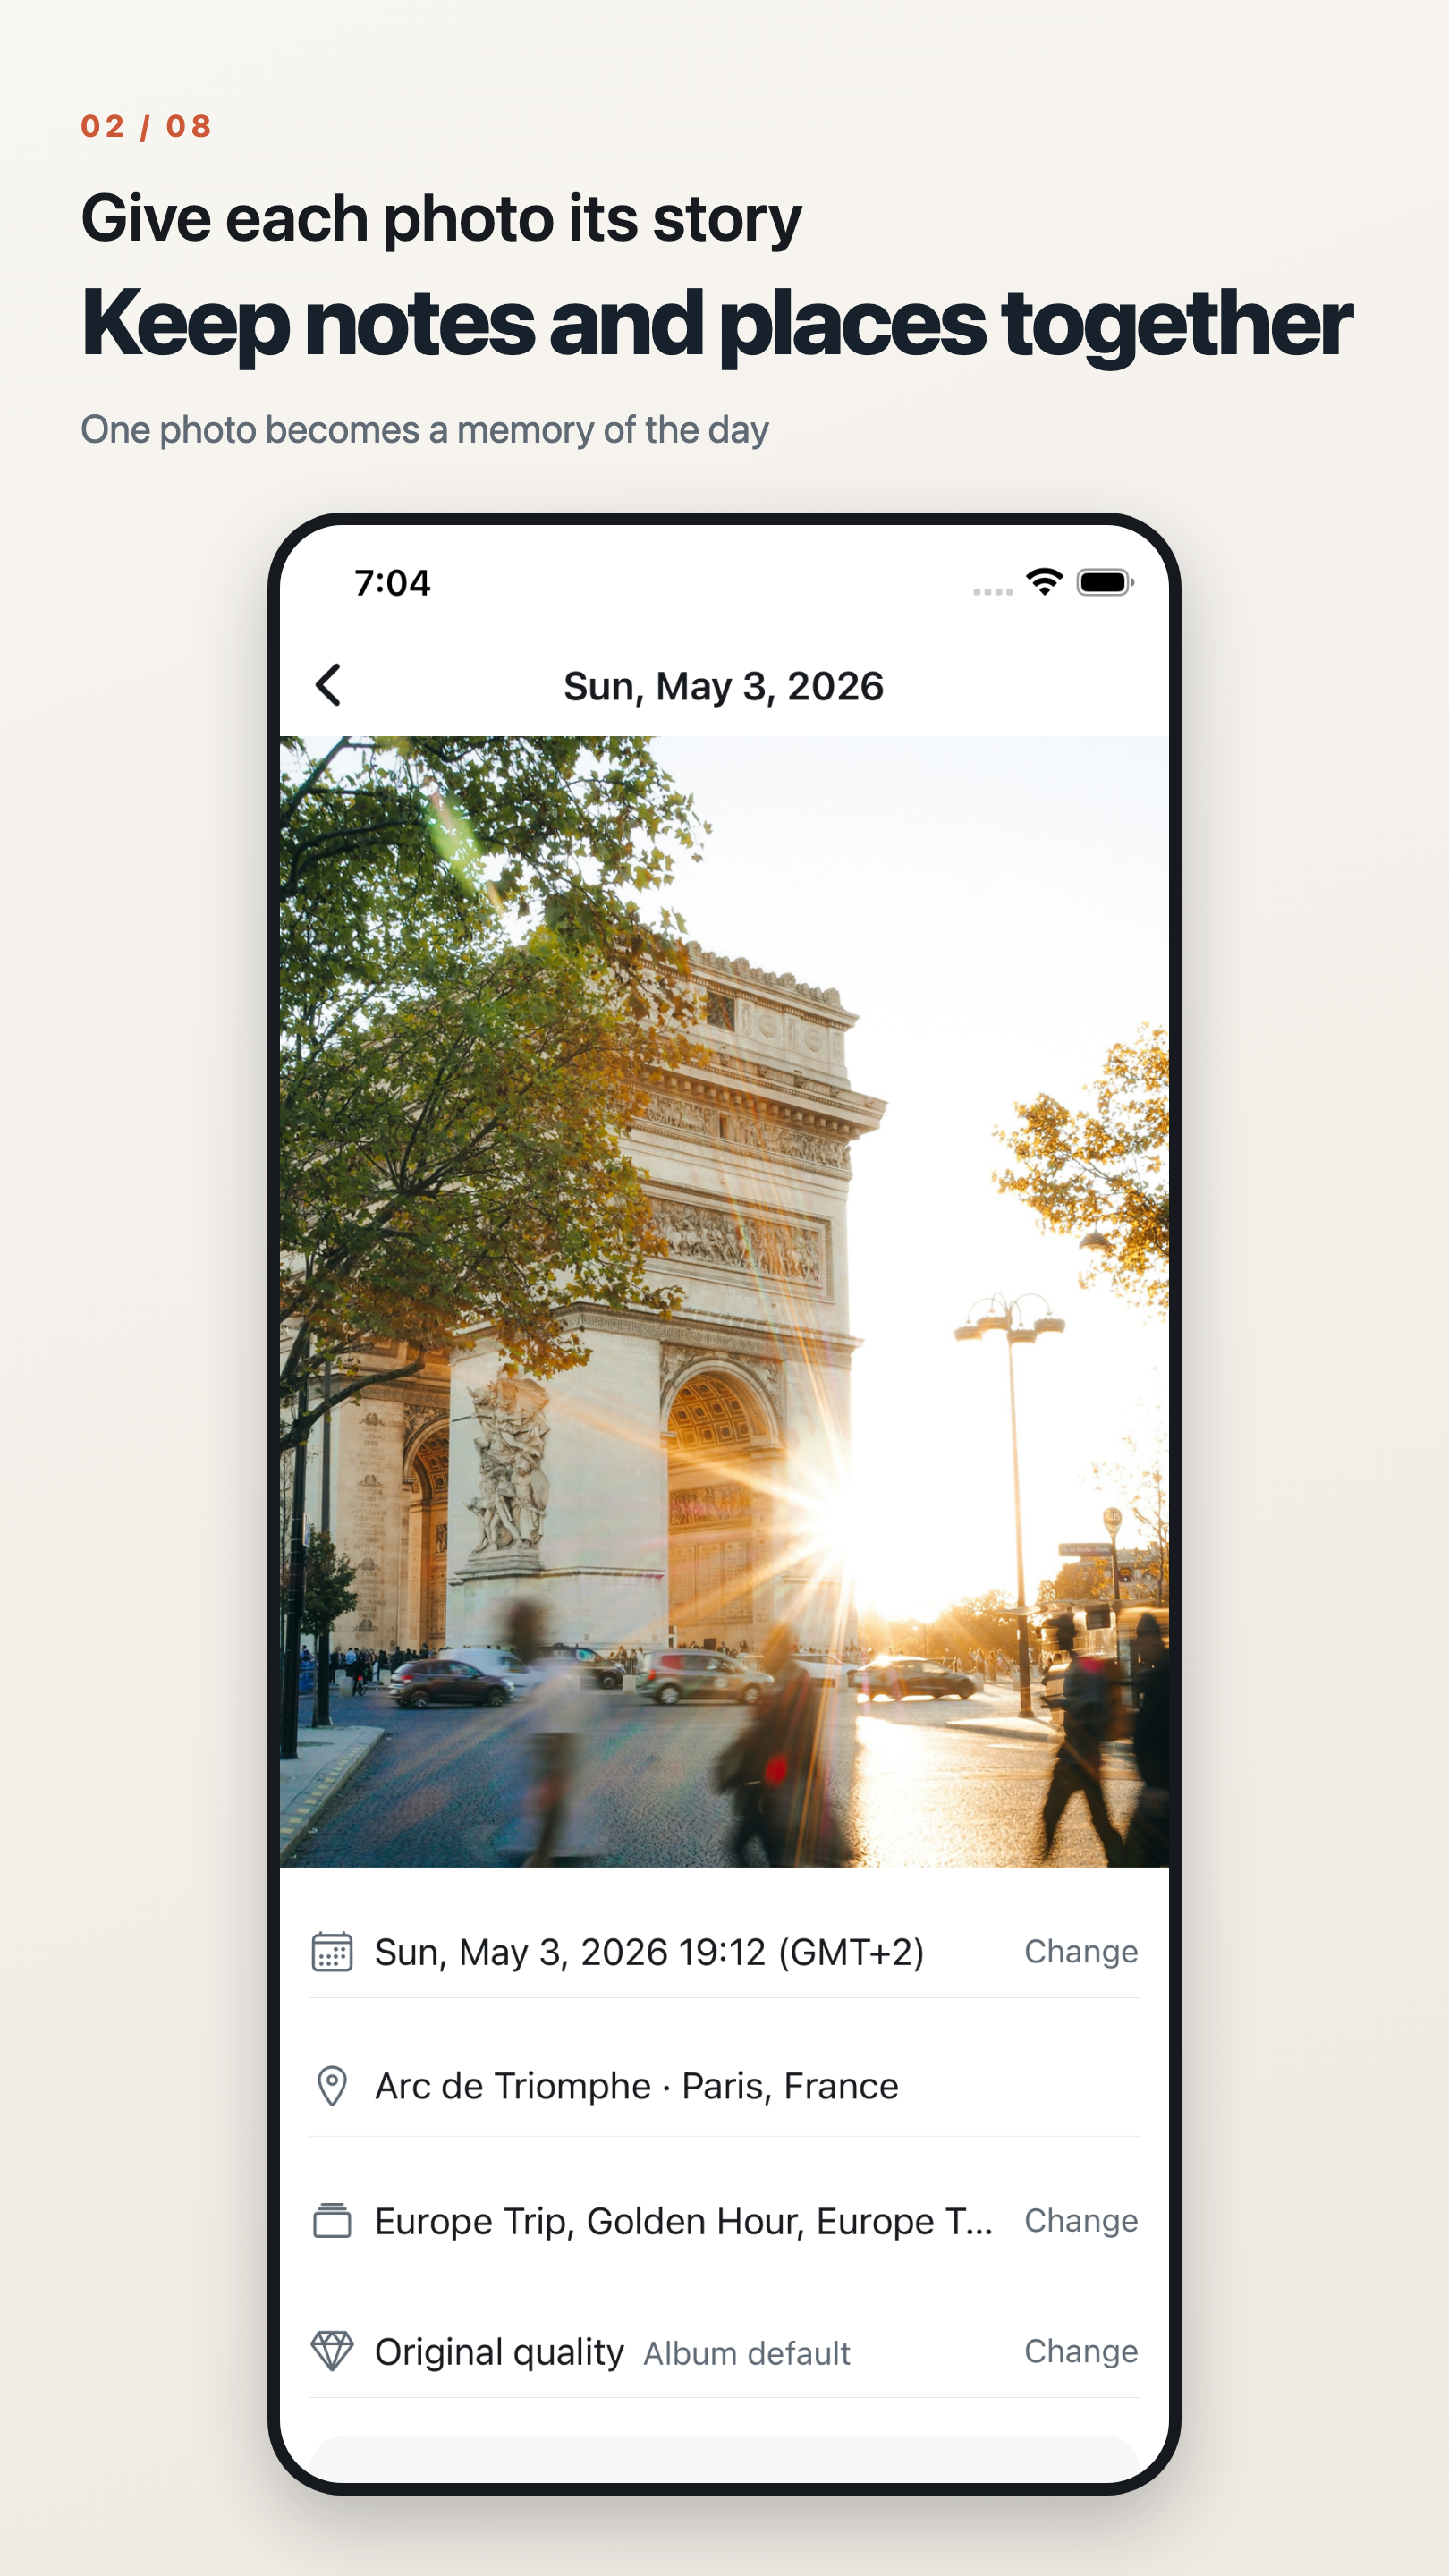 02 / 08
Give each photo its story
Keep notes and places together
One photo becomes a memory of the day
7:04
Sun, May 3, 2026
Sun, May 3, 2026 19:12 (GMT+2)
Change
Arc de Triomphe · Paris, France
Europe Trip, Golden Hour, Europe T...
Change
Original quality Album default
Change